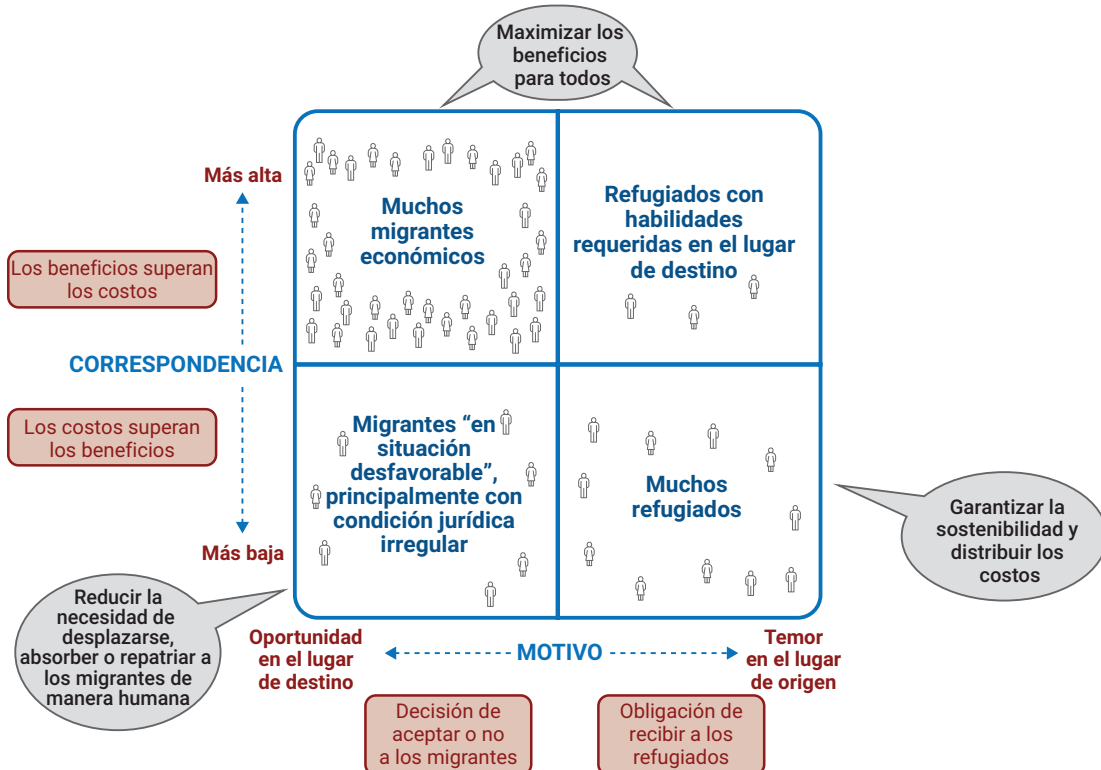 Maximizar los
beneficios
para todos
Más alta
Muchos
migrantes
económicos
Refugiados con
habilidades
requeridas en el lugar
de destino
Los beneficios superan
los costos
CORRESPONDENCIA
Los costos superan
los beneficios
Migrantes “en
situación
desfavorable”,
principalmente con
condición jurídica
irregular
Muchos
refugiados
Garantizar la
sostenibilidad y
distribuir los
costos
Más baja
Reducir la
necesidad de
desplazarse,
absorber o repatriar a
los migrantes de
manera humana
Oportunidad
en el lugar
de destino
MOTIVO
Temor
en el lugar
de origen
Decisión de
aceptar o no
a los migrantes
Obligación de
recibir a los
refugiados